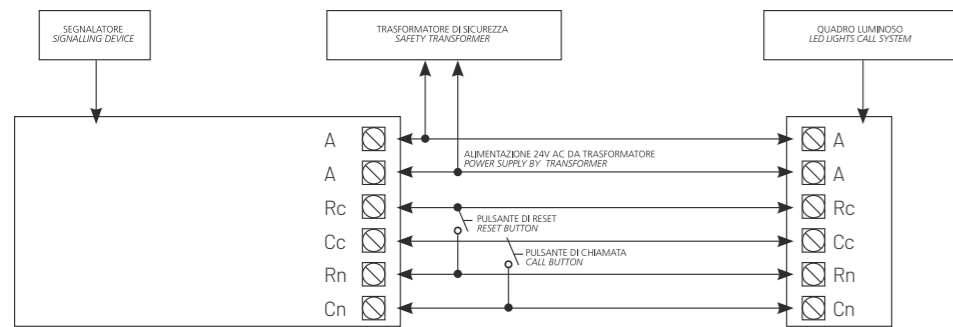 SEGNALATORE
SIGNALLING DEVICE
TRASFORMATORE DI SICUREZZA
SAFETY TRANSFORMER
QUADRO LUMINOSO
LED LIGHTS CALL SYSTEM
A
A
ALIMENTAZIONE 24V AC DA TRASFORMATORE
POWER SUPPLY BY TRANSFORMER
A
A
Rc
Rc
PULSANTE DI RESET
RESET BUTTON
Cc
Cc
PULSANTE DI CHIAMATA
CALL BUTTON
Rn
Rn
Cn
Cn